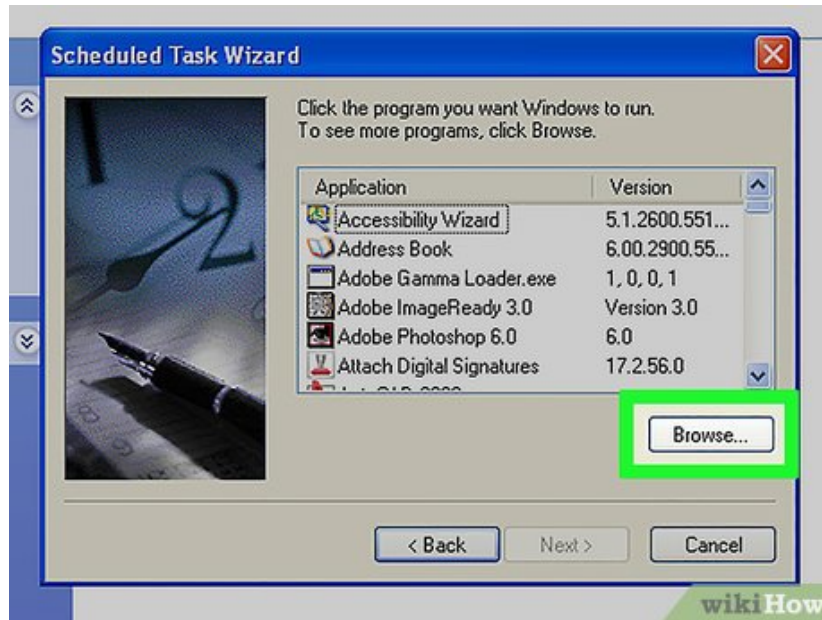 Scheduled Task Wizard
Click the program you want Windows to run.
To see more programs, click Browse.
Application Version
Accessibility Wizard 5.1.2600.551...
Address Book 6.00.2900.55...
Adobe Gamma Loader.exe 1, 0, 0, 1
Adobe ImageReady 3.0 Version 3.0
Adobe Photoshop 6.0 6.0
Attach Digital Signatures 17.2.56.0
Browse...
< Back Next > Cancel
wikiHow